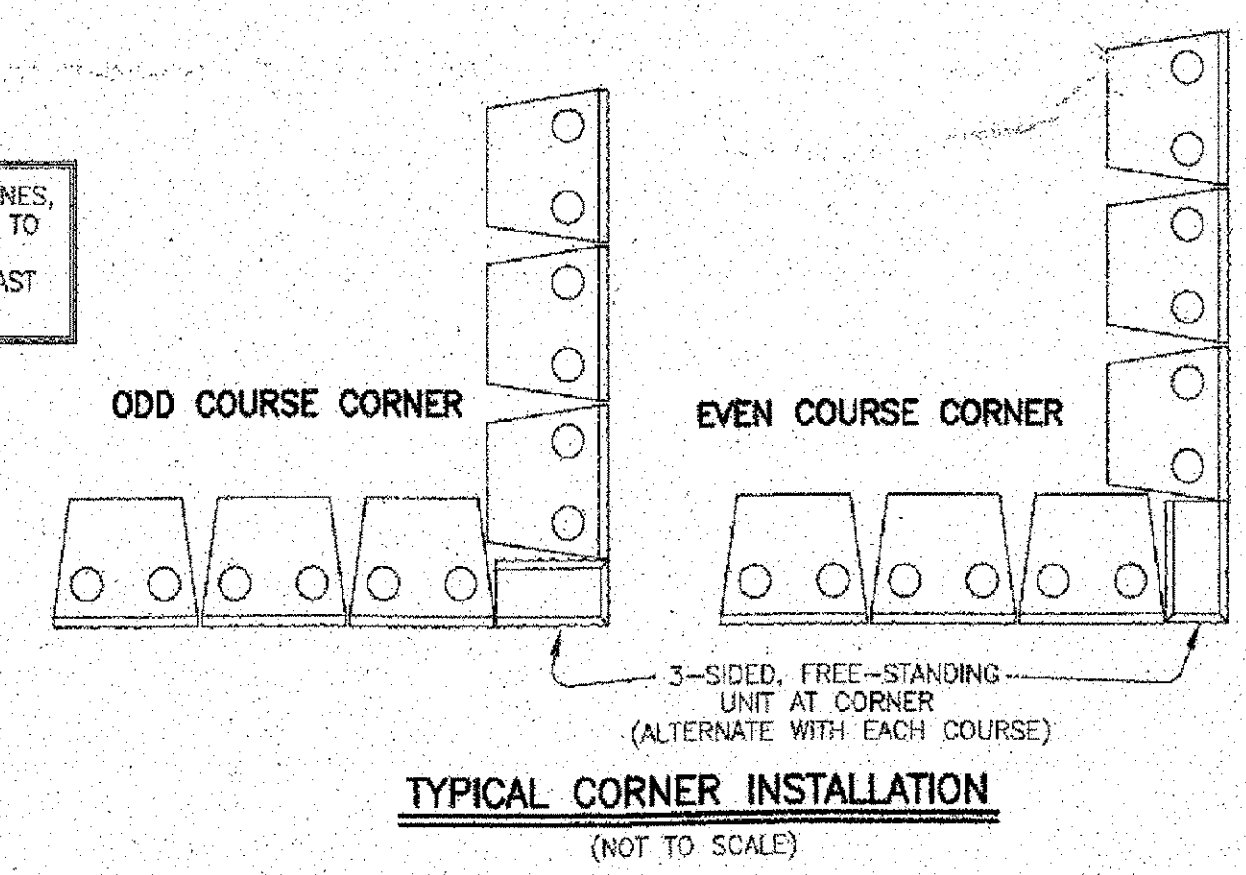 NES,
TO
AST
ODD COURSE CORNER
EVEN COURSE CORNER
3-SIDED, FREE-STANDING
UNIT AT CORNER
(ALTERNATE WITH EACH COURSE)
TYPICAL CORNER INSTALLATION
(NOT TO SCALE)